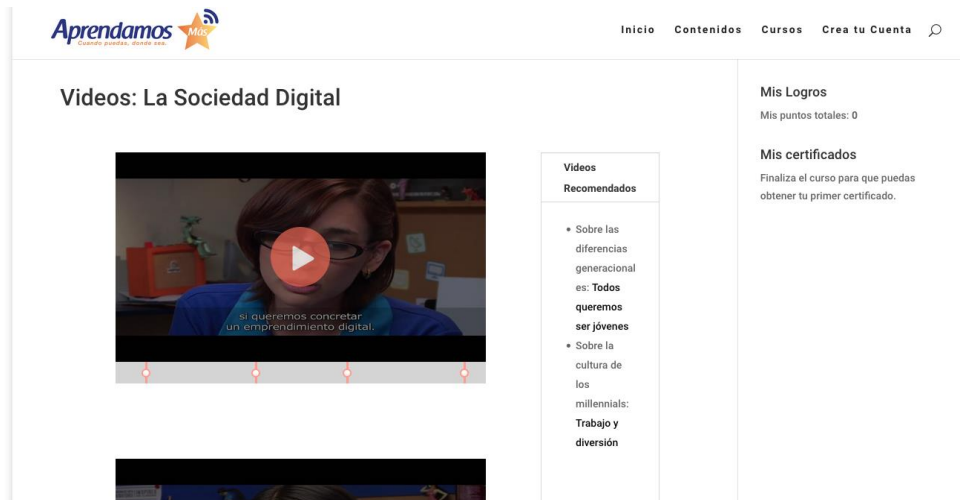 Aprendamos
Más
Cuando puedas, donde sea.
Inicio Contenidos Cursos Crea tu Cuenta
Videos: La Sociedad Digital
si queremos concretar
un emprendimiento digital.
Videos
Recomendados
Sobre las
diferencias
generacional
es: Todos
queremos
ser jóvenes
Sobre la
cultura de
los
millennials:
Trabajo y
diversión
Mis Logros
Mis puntos totales: 0
Mis certificados
Finaliza el curso para que puedas
obtener tu primer certificado.